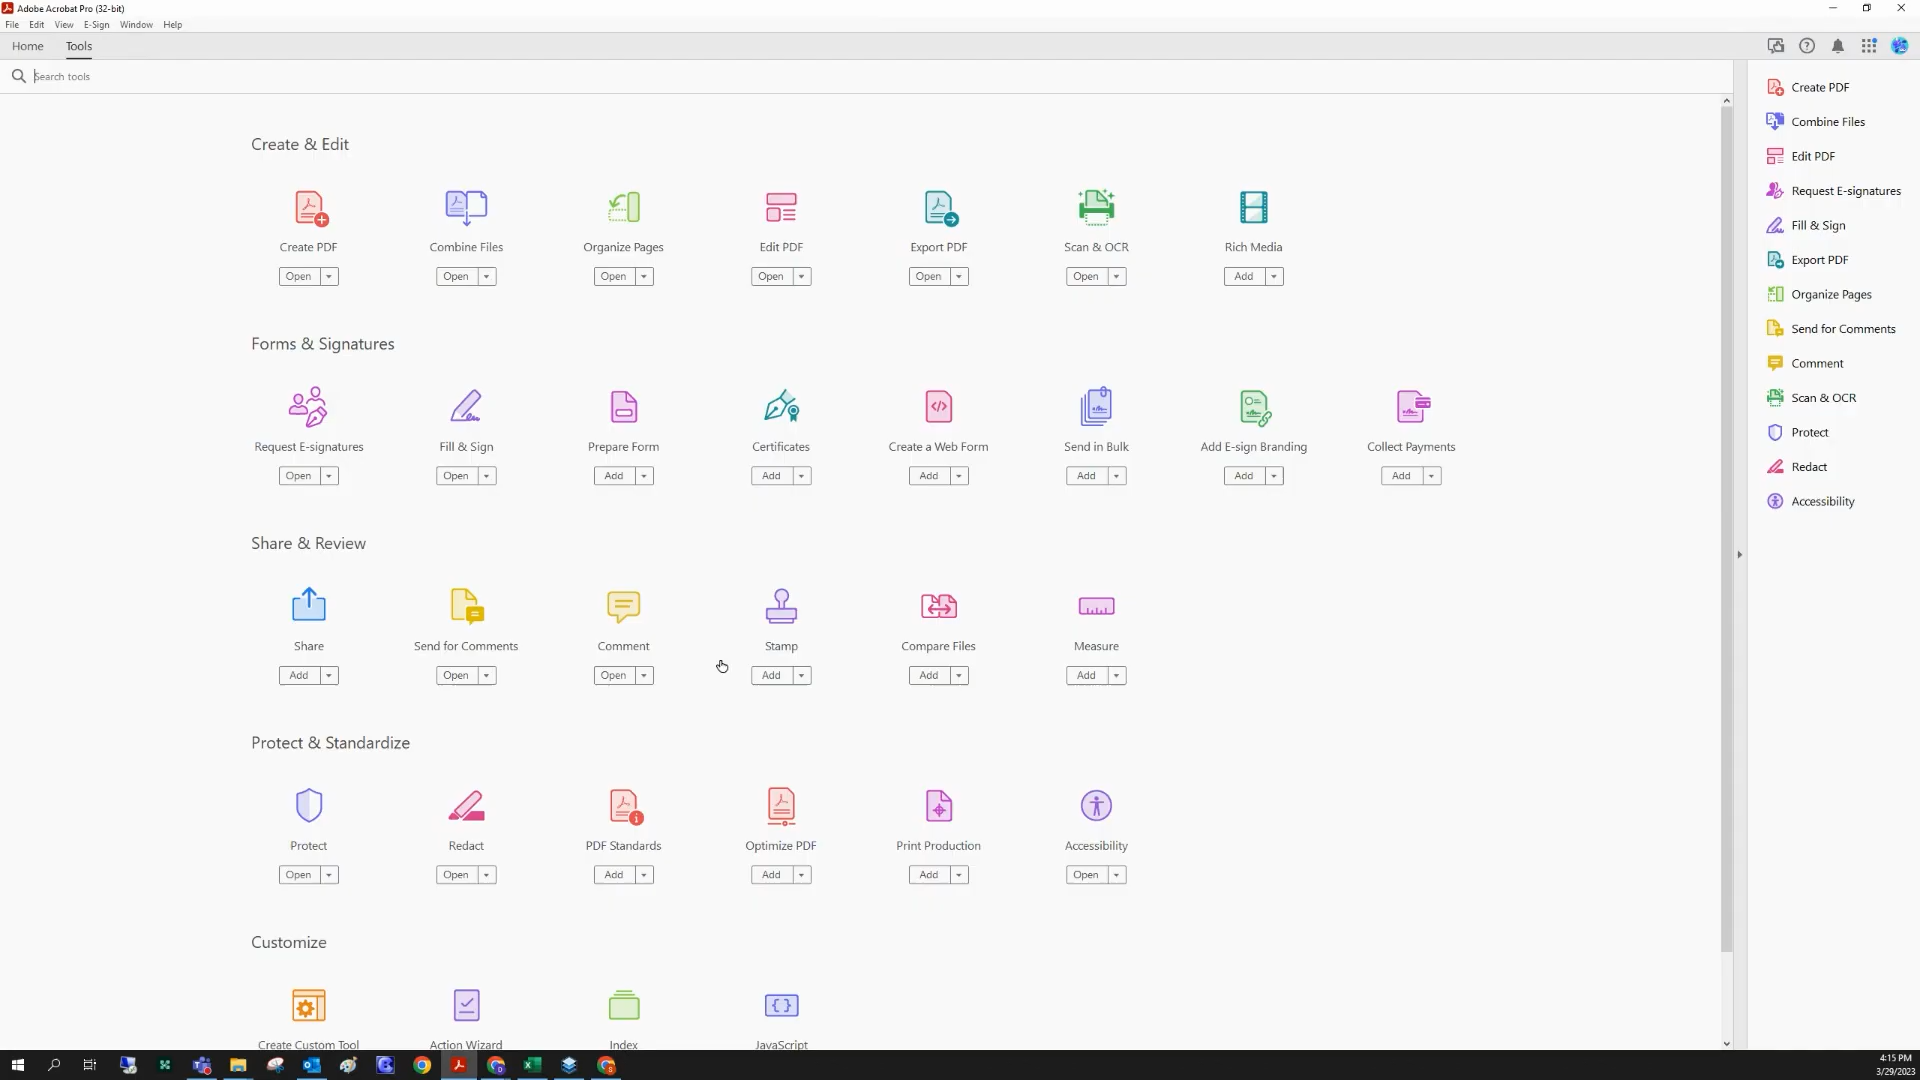 Adobe Acrobat Pro (32-bit)
File Edit View E-Sign Window Help
Home Tools
Search tools
Create & Edit
Create PDF Combine Files Organize Pages Edit PDF Export PDF Scan & OCR Rich Media
Open Open Open Open Open Open Add
Forms & Signatures
Request E-signatures Fill & Sign Prepare Form Certificates Create a Web Form Send in Bulk Add E-sign Branding Collect Payments
Open Open Add Add Add Add Add Add
Share & Review
Share Send for Comments Comment Stamp Compare Files Measure
Add Open Open Add Add Add
Protect & Standardize
Protect Redact PDF Standards Optimize PDF Print Production Accessibility
Open Open Add Add Add Open
Customize
Create Custom Tool Action Wizard Index JavaScript
Create PDF
Combine Files
Edit PDF
Request E-signatures
Fill & Sign
Export PDF
Organize Pages
Send for Comments
Comment
Scan & OCR
Protect
Redact
Accessibility
4:15 PM
3/29/2023